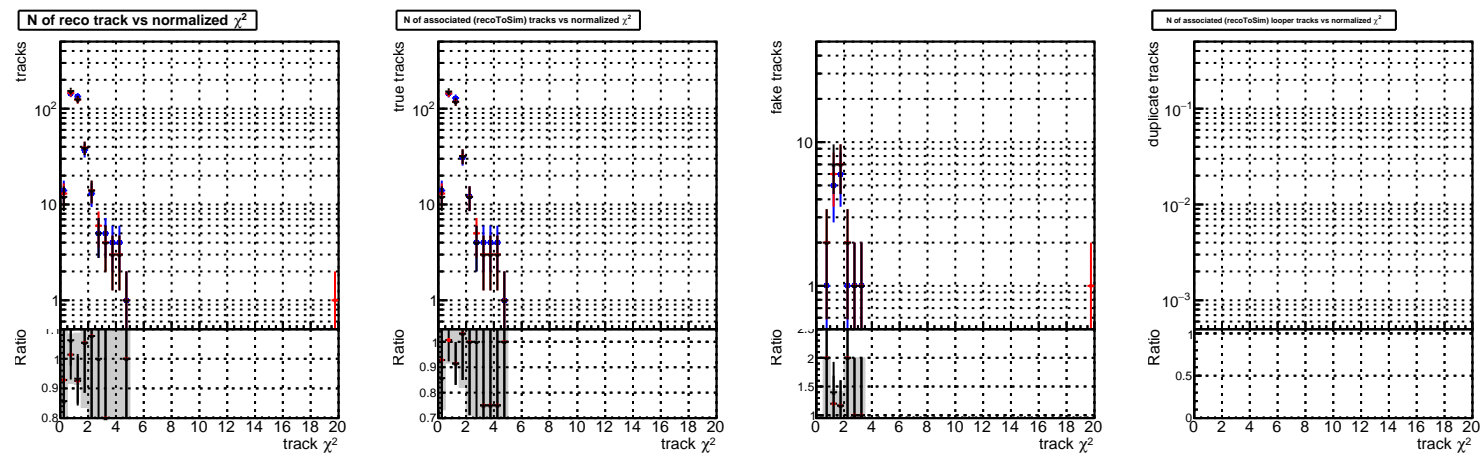 N of reco track vs normalized χ²
tracks
10²
10
1
Ratio
1.1
1
0.9
0.8
0 2 4 6 8 10 12 14 16 18 20
track χ²
N of associated (recoToSim) tracks vs normalized χ²
true tracks
10²
10
1
Ratio
1
0.9
0.8
0.7
0 2 4 6 8 10 12 14 16 18 20
track χ²
fake tracks
10
1
Ratio
2.5
2
1.5
1
0 2 4 6 8 10 12 14 16 18 20
track χ²
N of associated (recoToSim) looper tracks vs normalized χ²
duplicate tracks
10⁻¹
10⁻²
10⁻³
Ratio
1
0.5
0
0 2 4 6 8 10 12 14 16 18 20
track χ²